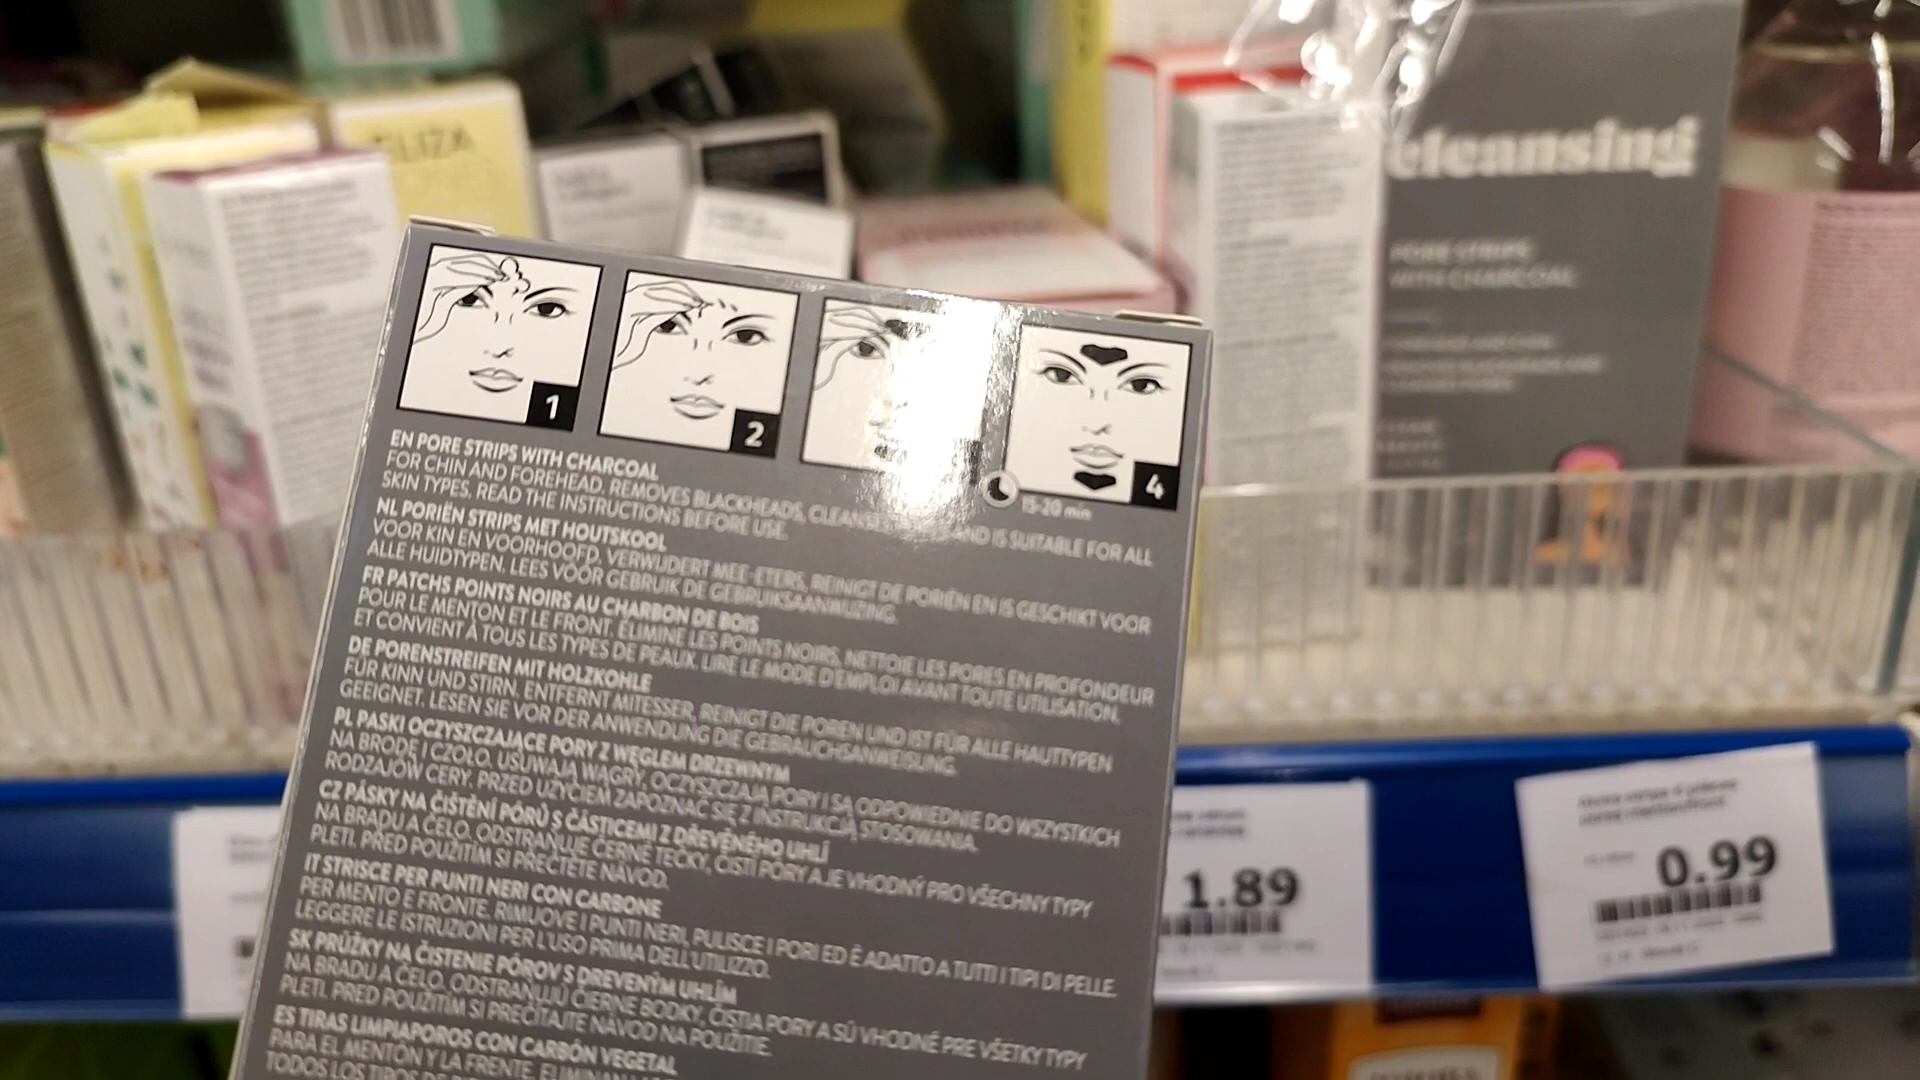 ELIZA
cleansing
PORE STRIPS
WITH CHARCOAL
1
2
4
15-20 min
EN PORE STRIPS WITH CHARCOAL
FOR CHIN AND FOREHEAD. REMOVES BLACKHEADS, CLEANSE AND IS SUITABLE FOR ALL
SKIN TYPES. READ THE INSTRUCTIONS BEFORE USE.
NL PORIËN STRIPS MET HOUTSKOOL
VOOR KIN EN VOORHOOFD. VERWIJDERT MEE-ETERS, REINIGT DE PORIËN EN IS GESCHIKT VOOR
ALLE HUIDTYPEN. LEES VOOR GEBRUIK DE GEBRUIKSAANWIJZING.
FR PATCHS POINTS NOIRS AU CHARBON DE BOIS
POUR LE MENTON ET LE FRONT. ÉLIMINE LES POINTS NOIRS, NETTOIE LES PORES EN PROFONDEUR
ET CONVIENT À TOUS LES TYPES DE PEAUX. LIRE LE MODE D'EMPLOI AVANT TOUTE UTILISATION.
DE PORENSTREIFEN MIT HOLZKOHLE
FÜR KINN UND STIRN. ENTFERNT MITESSER, REINIGT DIE POREN UND IST FÜR ALLE HAUTTYPEN
GEEIGNET. LESEN SIE VOR DER ANWENDUNG DIE GEBRAUCHSANWEISUNG.
PL PASKI OCZYSZCZAJĄCE PORY Z WĘGLEM DRZEWNYM
NA BRODĘ I CZOŁO. USUWAJĄ WĄGRY, OCZYSZCZAJĄ PORY I SĄ ODPOWIEDNIE DO WSZYSTKICH
RODZAJÓW CERY. PRZED UŻYCIEM ZAPOZNAĆ SIĘ Z INSTRUKCJĄ STOSOWANIA.
CZ PÁSKY NA ČIŠTĚNÍ PÓRŮ S ČÁSTICEMI Z DŘEVĚNÉHO UHLÍ
NA BRADU A ČELO. ODSTRAŇUJE ČERNÉ TEČKY, ČISTÍ PÓRY A JE VHODNÝ PRO VŠECHNY TYPY
PLETI. PŘED POUŽITÍM SI PŘEČTĚTE NÁVOD.
IT STRISCE PER PUNTI NERI CON CARBONE
PER MENTO E FRONTE. RIMUOVE I PUNTI NERI, PULISCE I PORI ED È ADATTO A TUTTI I TIPI DI PELLE.
LEGGERE LE ISTRUZIONI PER L'USO PRIMA DELL'UTILIZZO.
SK PRÚŽKY NA ČISTENIE PÓROV S DREVENÝM UHLÍM
NA BRADU A ČELO. ODSTRAŇUJÚ ČIERNE BODKY, ČISTIA PÓRY A SÚ VHODNÉ PRE VŠETKY TYPY
PLETI. PRED POUŽITÍM SI PREČÍTAJTE NÁVOD NA POUŽITIE.
ES TIRAS LIMPIAPOROS CON CARBÓN VEGETAL
PARA EL MENTÓN Y LA FRENTE. ELIMINAN
TODOS LOS TIPOS DE
1.89
0.99